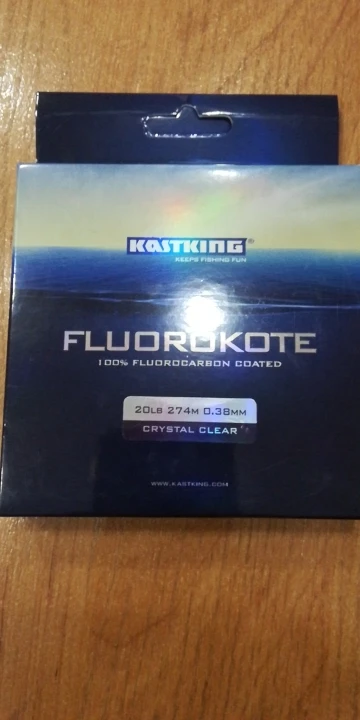 KASTKING®
KEEPS FISHING FUN
FLUOROKOTE
100% FLUOROCARBON COATED
20LB 274M 0.38MM
CRYSTAL CLEAR
WWW.KASTKING.COM